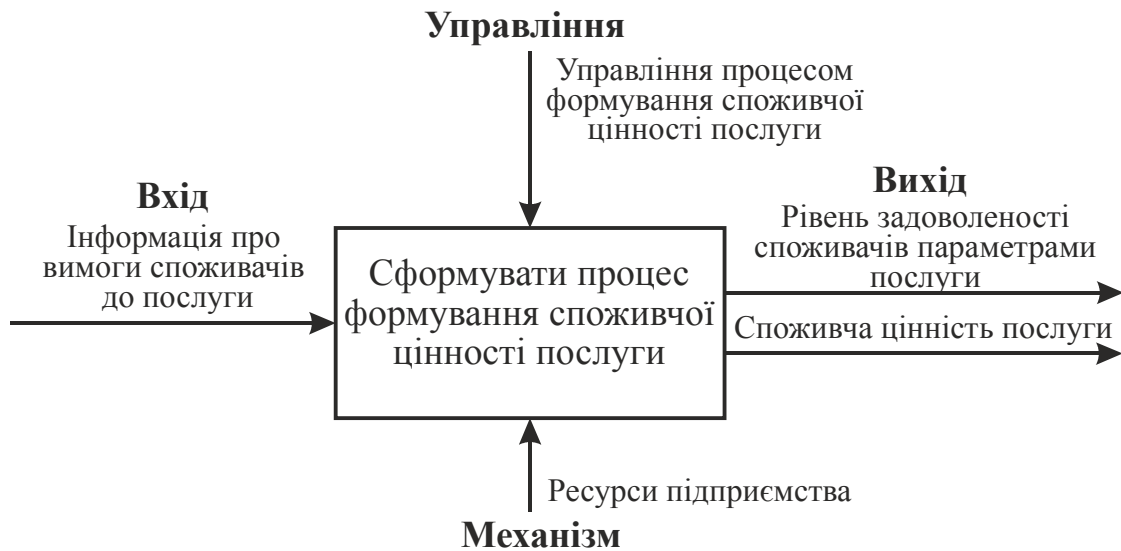 Управління
Управління процесом
формування споживчої
цінності послуги
Вхід
Інформація про
вимоги споживачів
до послуги
Сформувати процес
формування споживчої
цінності послуги
Вихід
Рівень задоволеності
споживачів параметрами
послуги
Споживча цінність послуги
Ресурси підприємства
Механізм